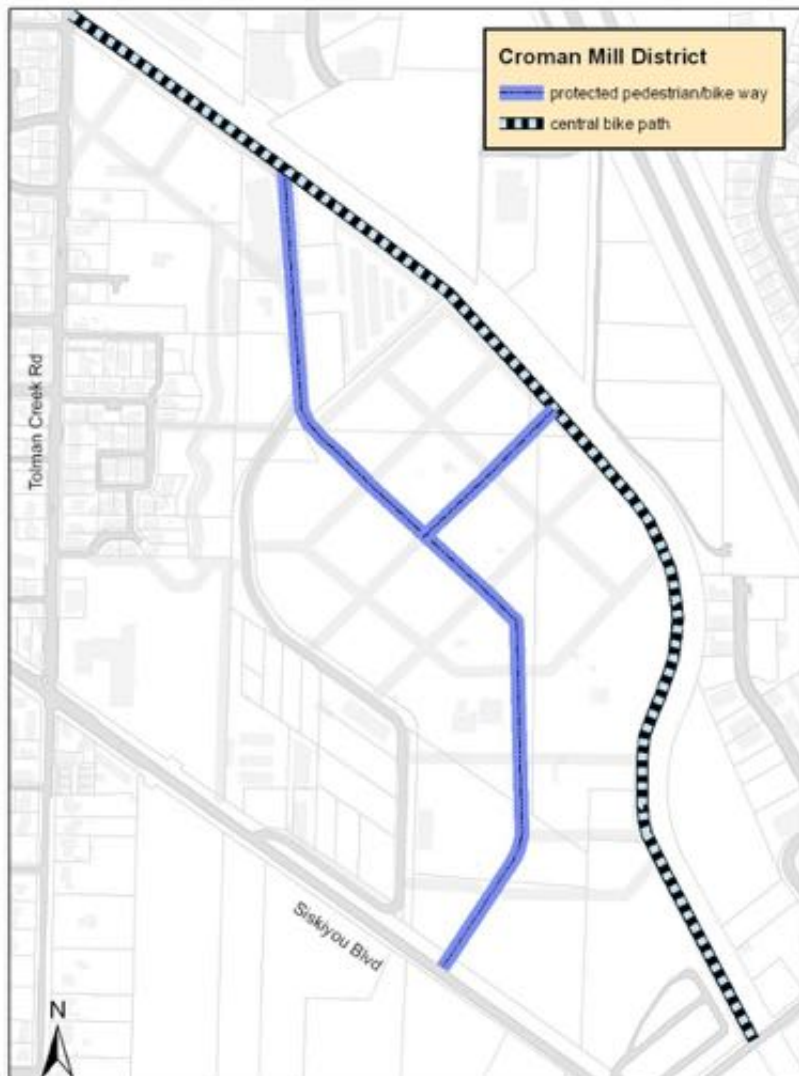 Croman Mill District
protected pedestrian/bike way
central bike path
Tolman Creek Rd
Siskiyou Blvd
N